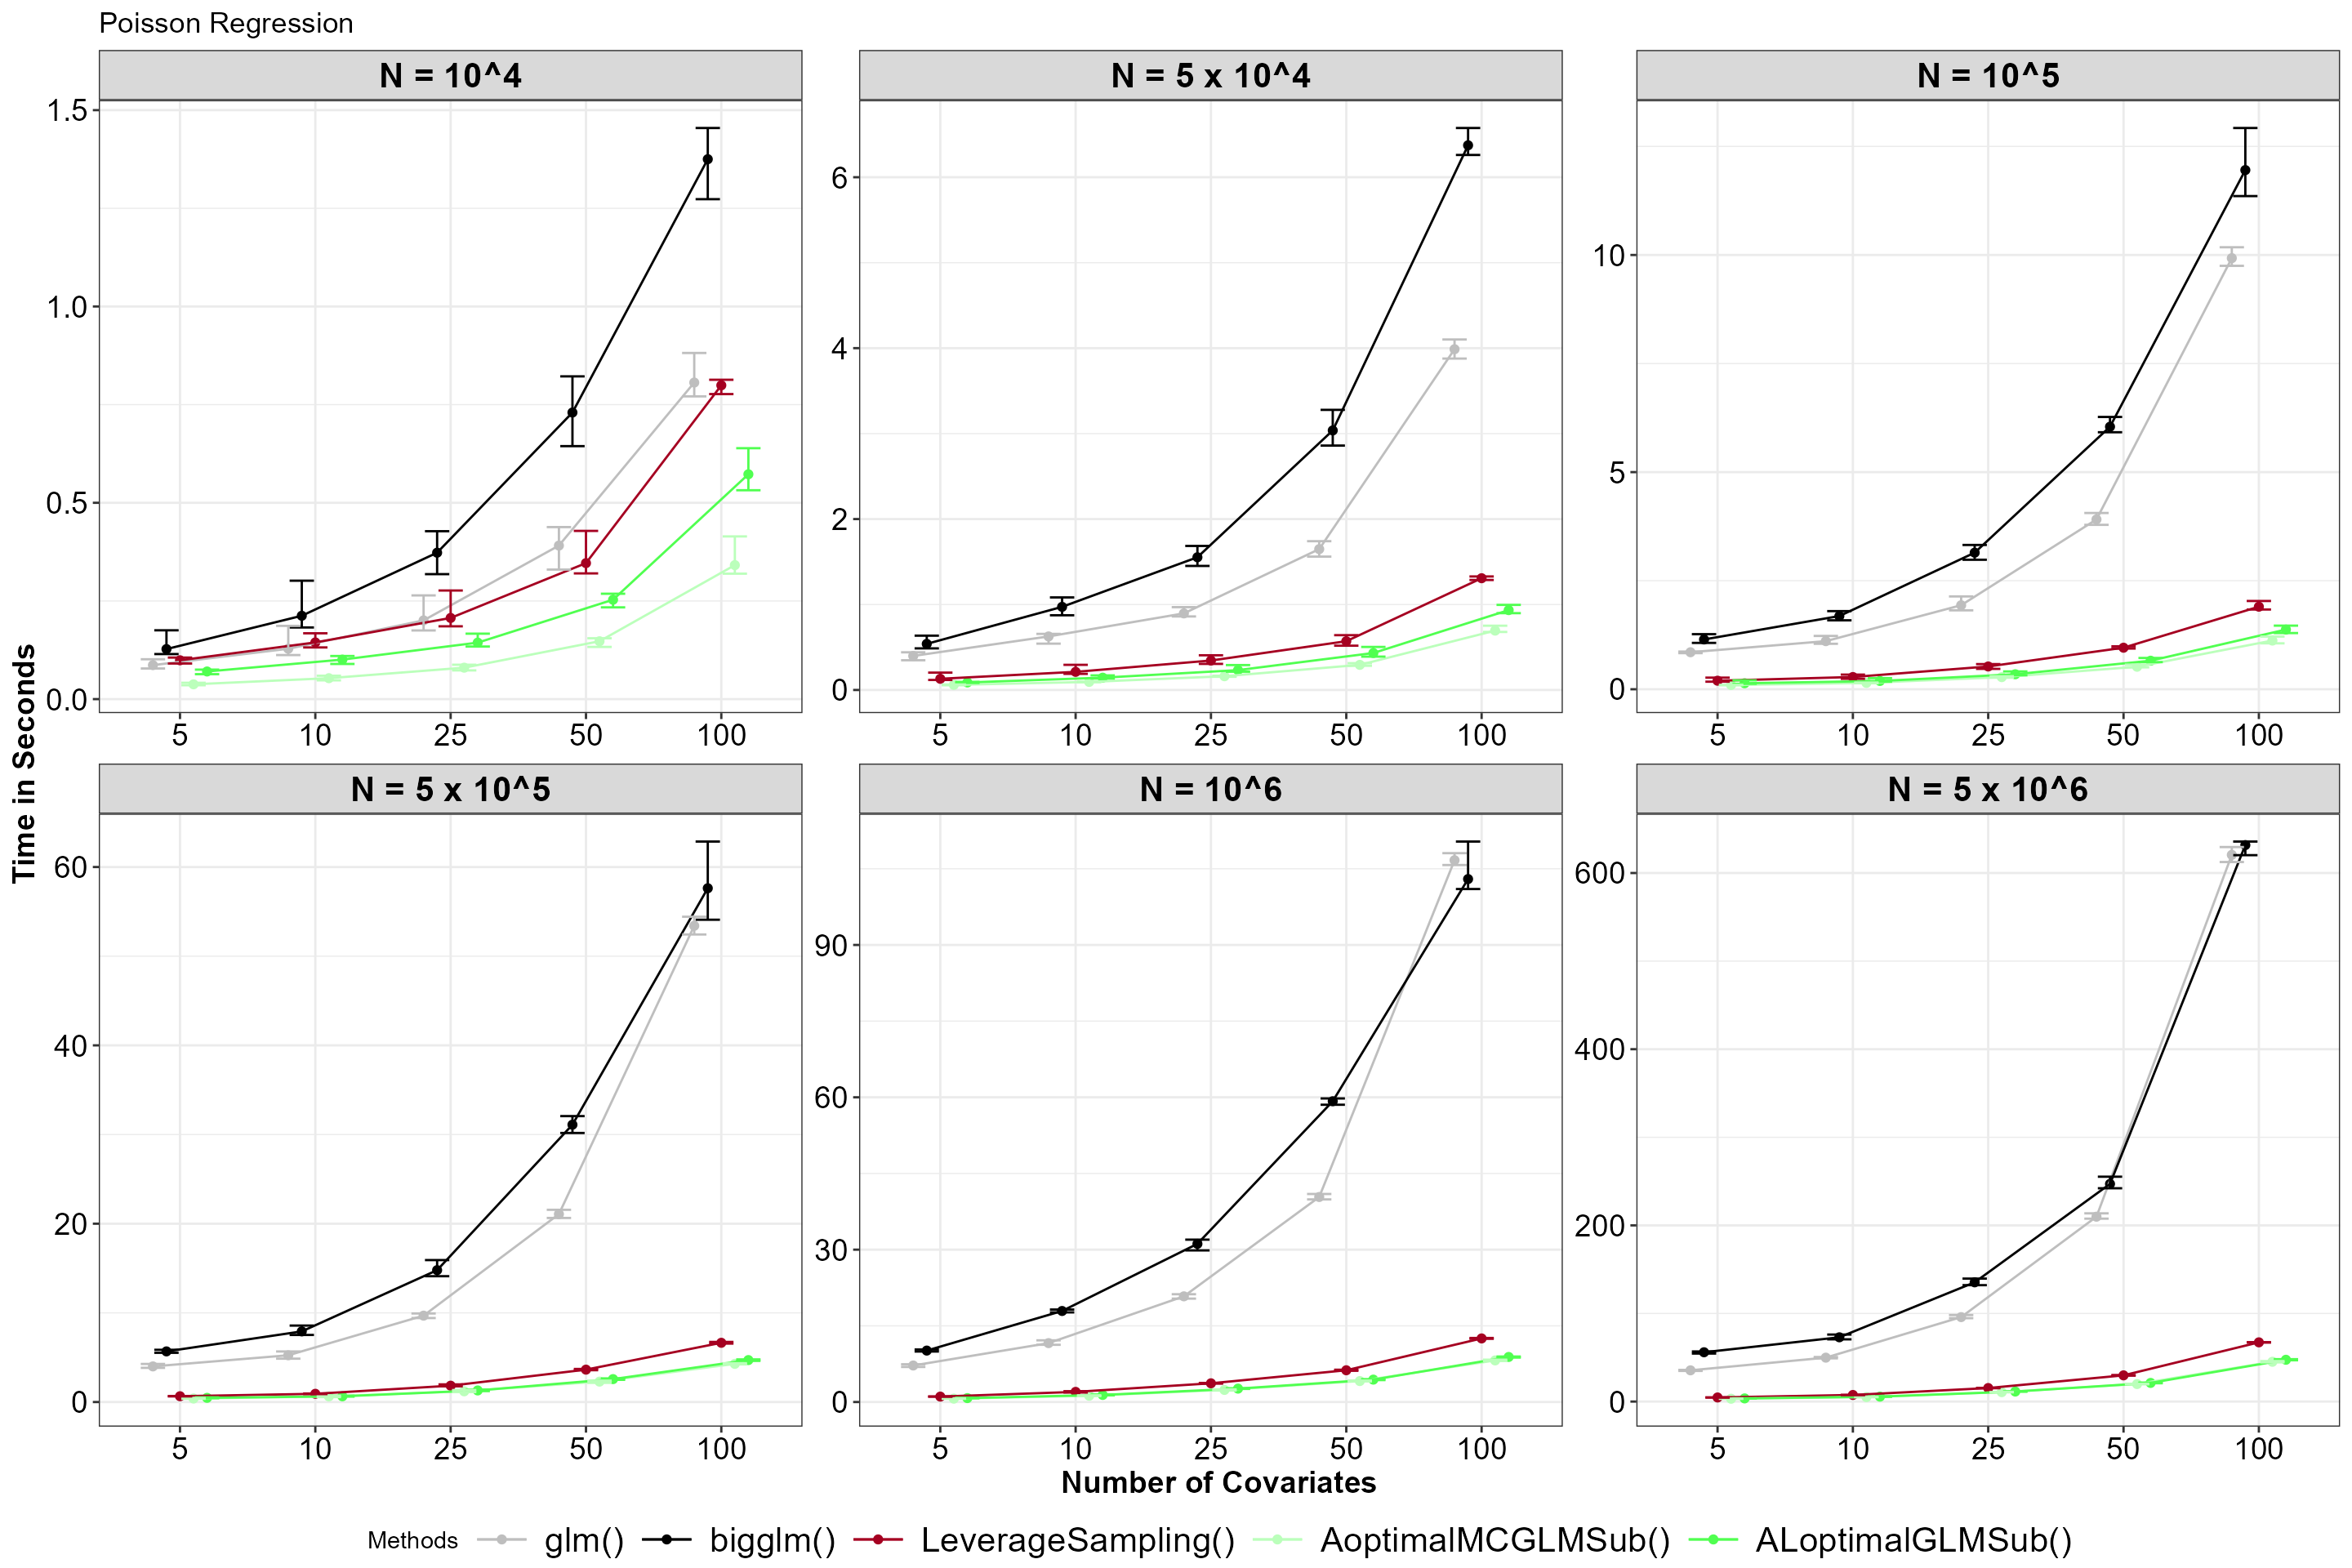 Poisson Regression
N = 10^4
N = 5 x 10^4
N = 10^5
1.5
1.0
0.5
0.0
6
4
2
0
10
5
0
5 10 25 50 100
5 10 25 50 100
5 10 25 50 100
Time in Seconds
N = 5 x 10^5
N = 10^6
N = 5 x 10^6
60
40
20
0
90
60
30
0
600
400
200
0
5 10 25 50 100
5 10 25 50 100
5 10 25 50 100
Number of Covariates
Methods glm() bigglm() LeverageSampling() AoptimalMCGLMSub() ALoptimalGLMSub()